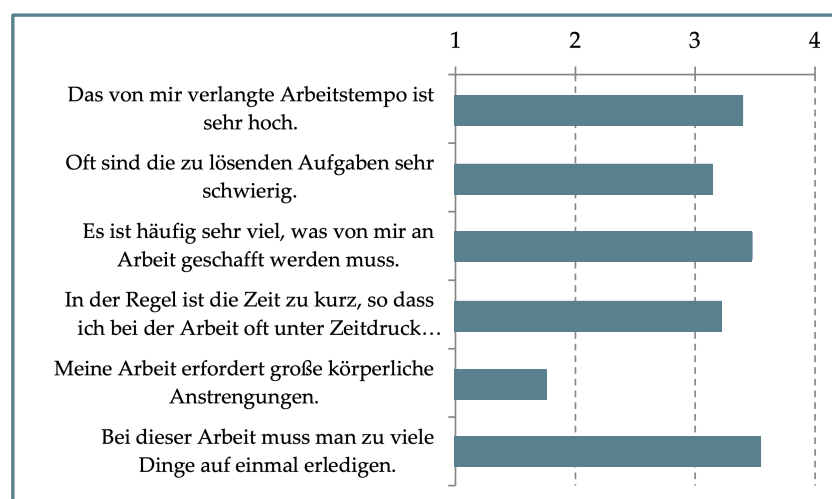 1 2 3 4
Das von mir verlangte Arbeitstempo ist
sehr hoch.
Oft sind die zu lösenden Aufgaben sehr
schwierig.
Es ist häufig sehr viel, was von mir an
Arbeit geschafft werden muss.
In der Regel ist die Zeit zu kurz, so dass
ich bei der Arbeit oft unter Zeitdruck…
Meine Arbeit erfordert große körperliche
Anstrengungen.
Bei dieser Arbeit muss man zu viele
Dinge auf einmal erledigen.